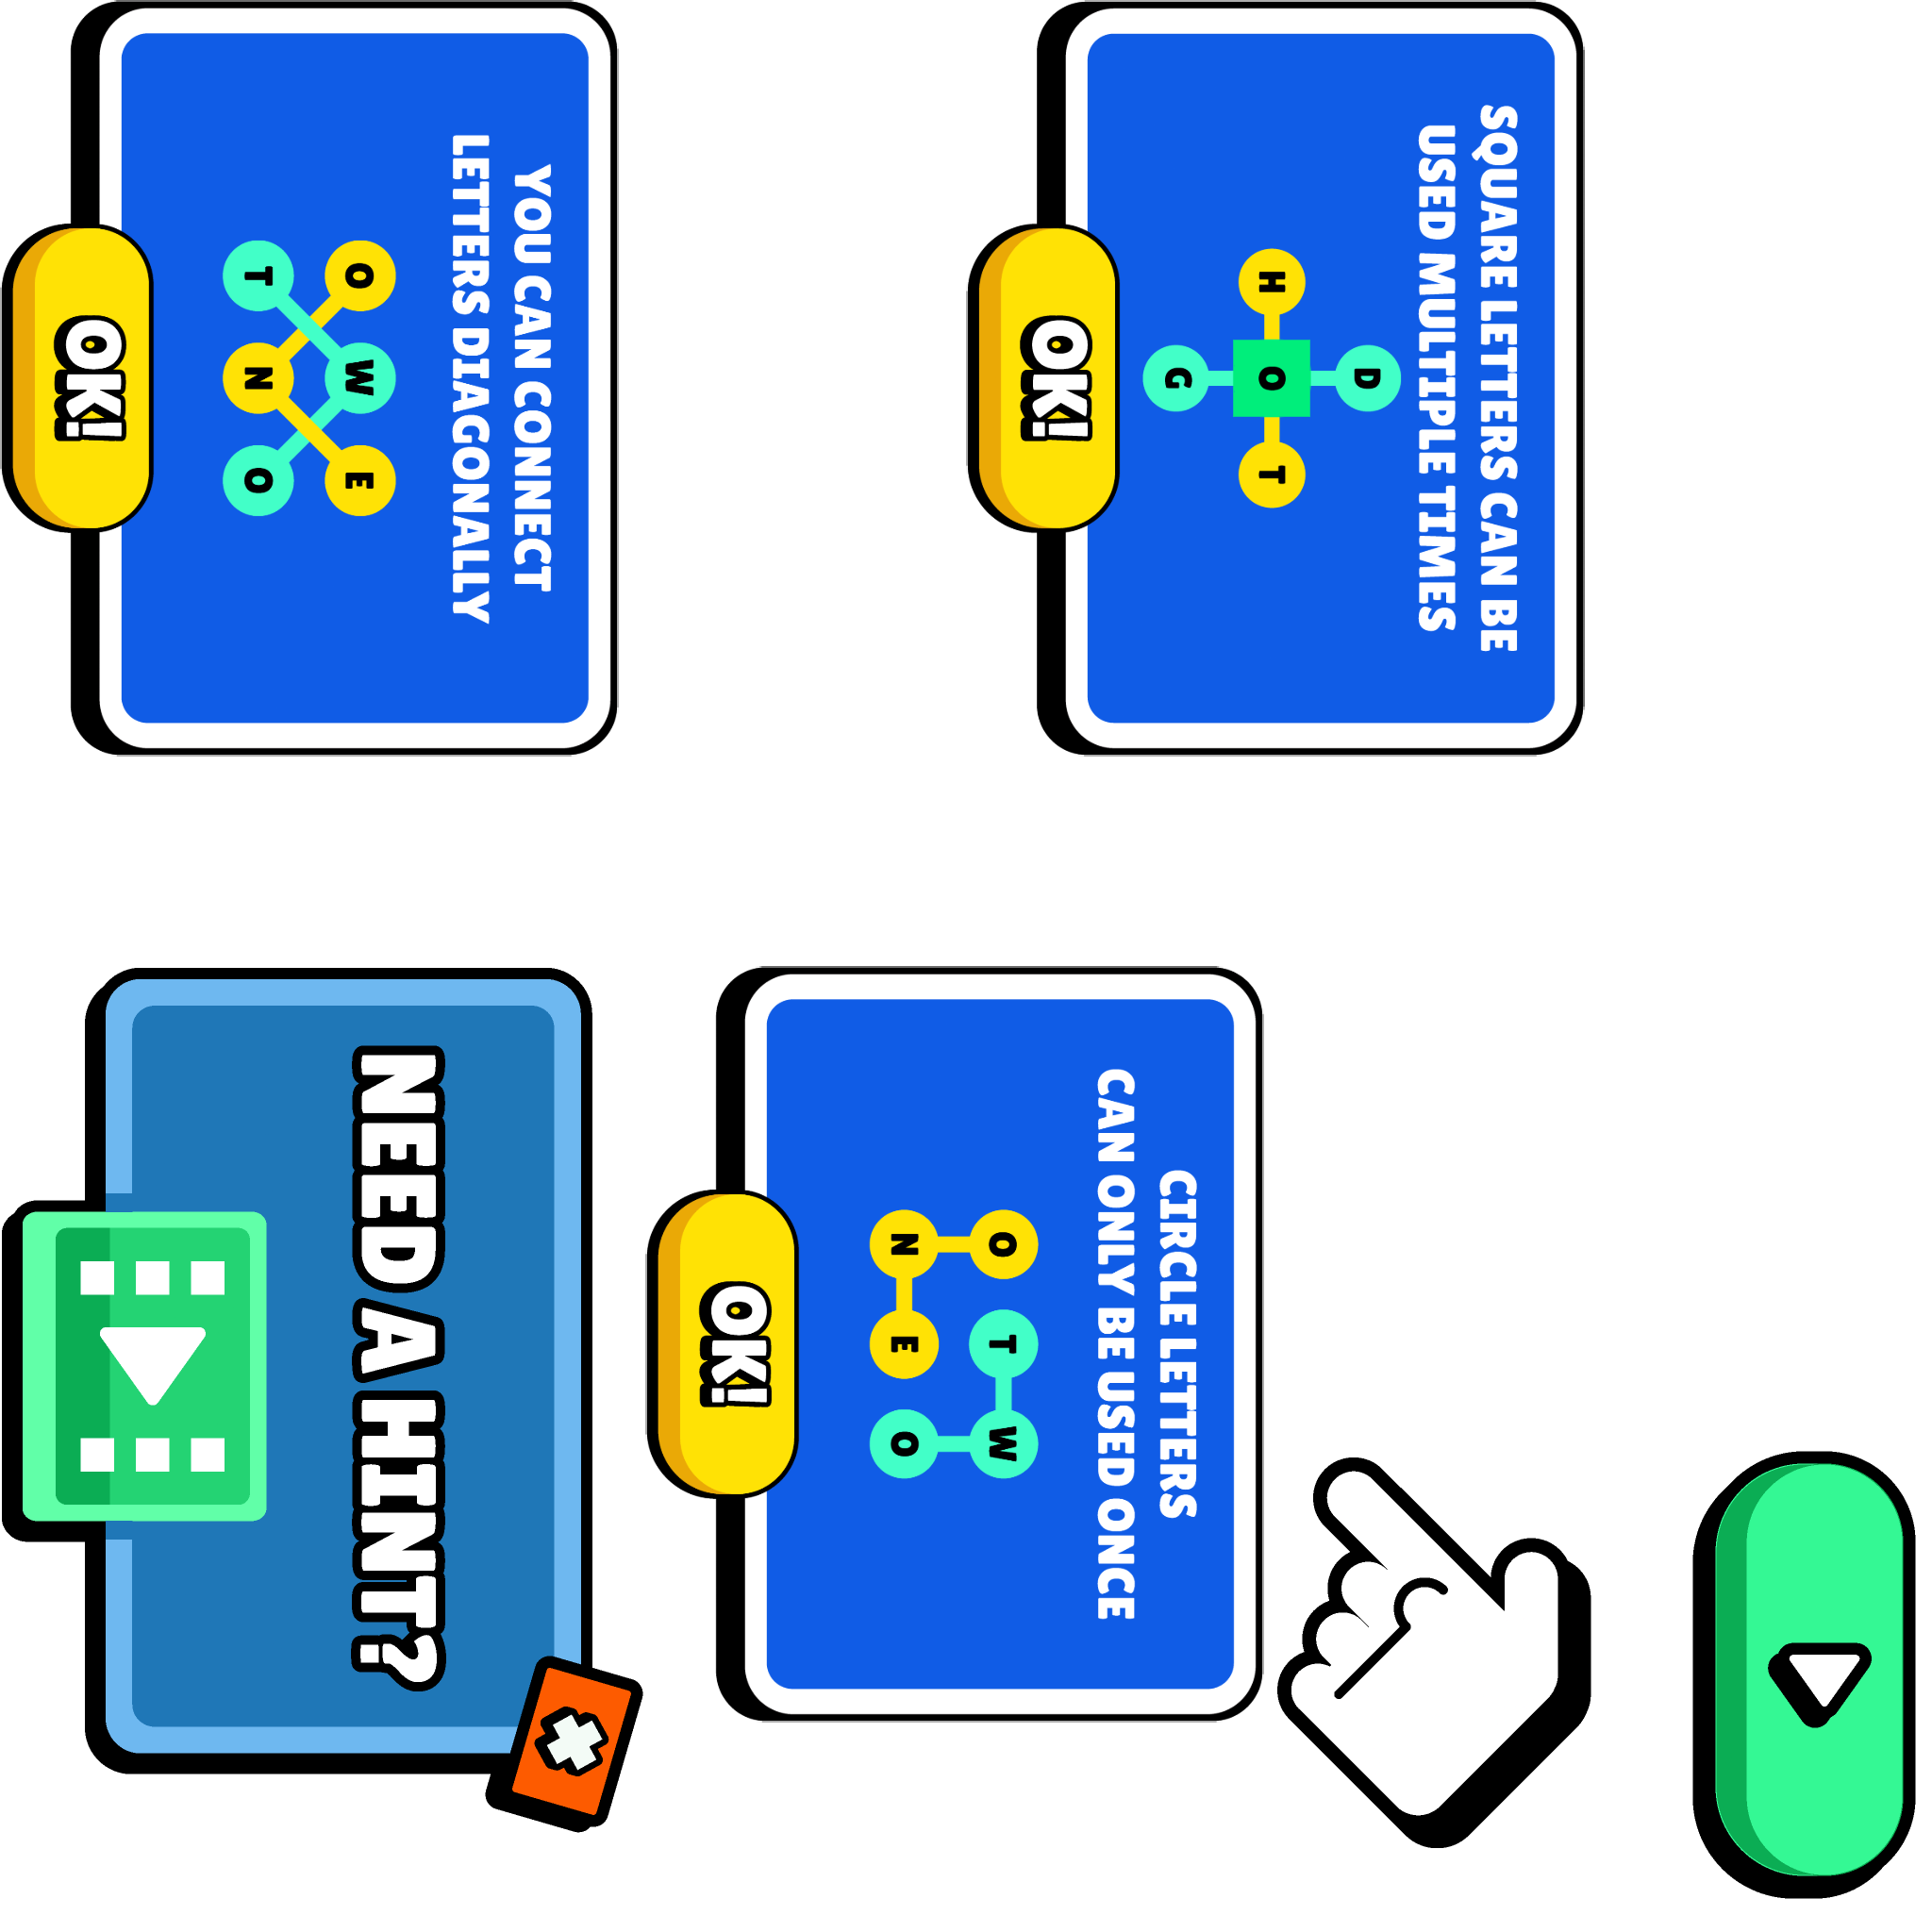 YOU CAN CONNECT
LETTERS DIAGONALLY
O W E
T N O
OK!
SQUARE LETTERS CAN BE
USED MULTIPLE TIMES
D
H O T
G
OK!
NEED A HINT?
CIRCLE LETTERS
CAN ONLY BE USED ONCE
O T W
N E O
OK!